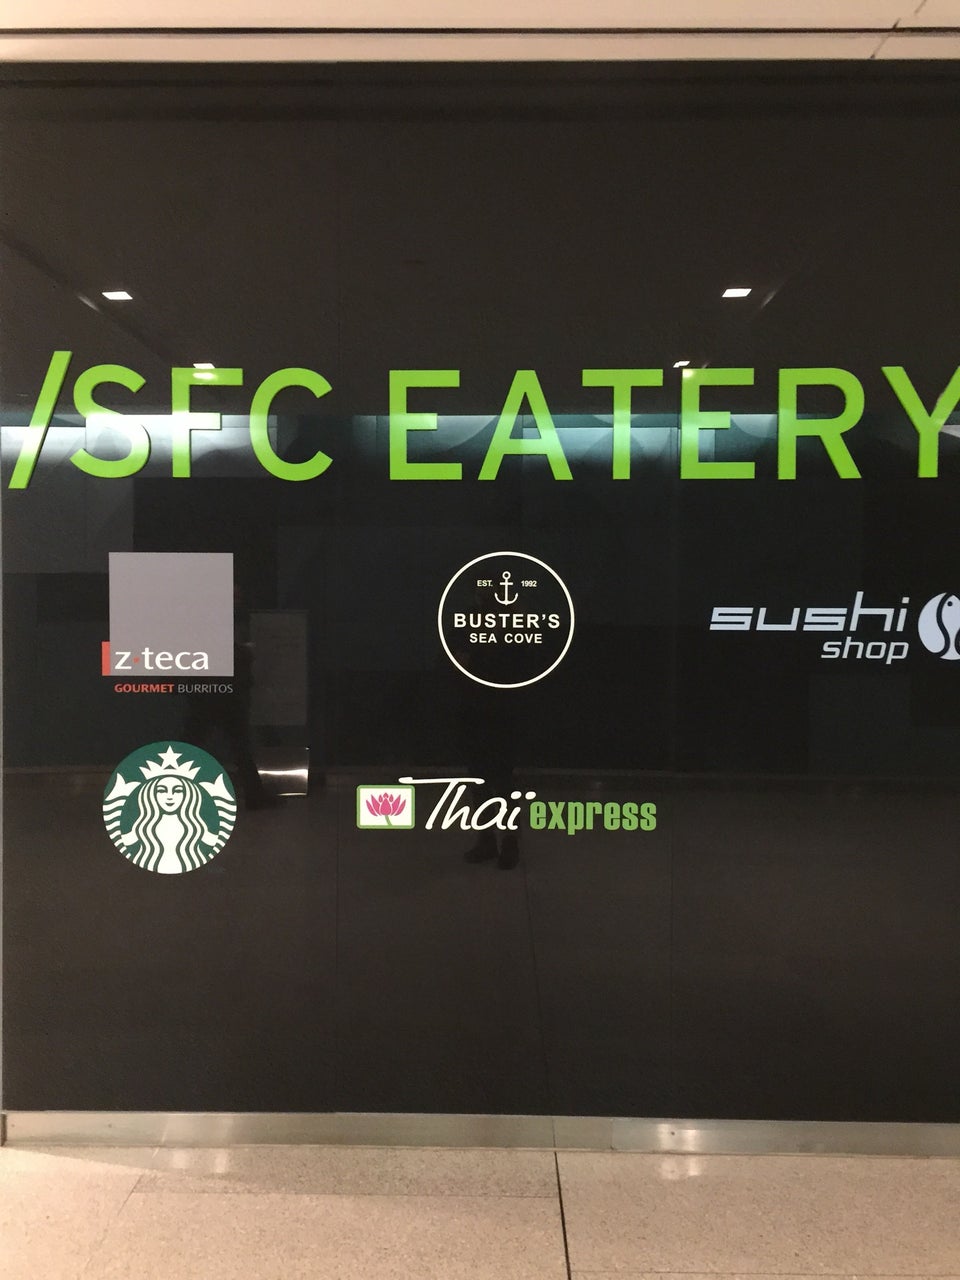 /SFC EATERY
z·teca
GOURMET BURRITOS
EST. 1992
BUSTER'S
SEA COVE
sushi
shop
Thaï express